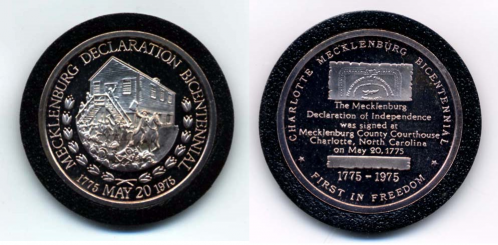 MECKLENBURG DECLARATION BICENTENNIAL
1775 MAY 20 1975
CHARLOTTE MECKLENBURG BICENTENNIAL
The Mecklenburg
Declaration of Independence
was signed at
Mecklenburg County Courthouse
Charlotte, North Carolina
on May 20, 1775
1775 - 1975
★ FIRST IN FREEDOM ★